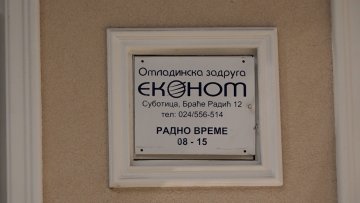 Омладинска задруга
ЕКОНОМ
Суботица, Браће Радић 12
тел: 024/556-514
РАДНО ВРЕМЕ
08 - 15